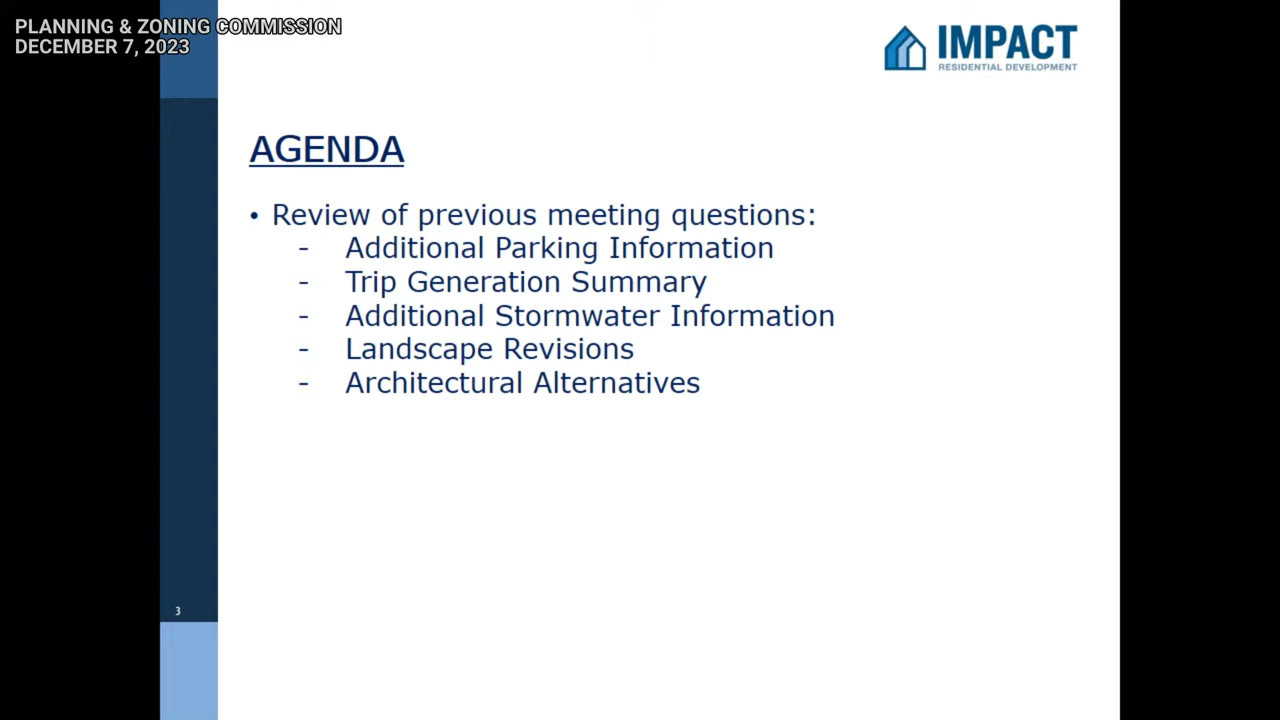 PLANNING & ZONING COMMISSION
DECEMBER 7, 2023
IMPACT
RESIDENTIAL DEVELOPMENT
AGENDA
• Review of previous meeting questions:
- Additional Parking Information
- Trip Generation Summary
- Additional Stormwater Information
- Landscape Revisions
- Architectural Alternatives
3